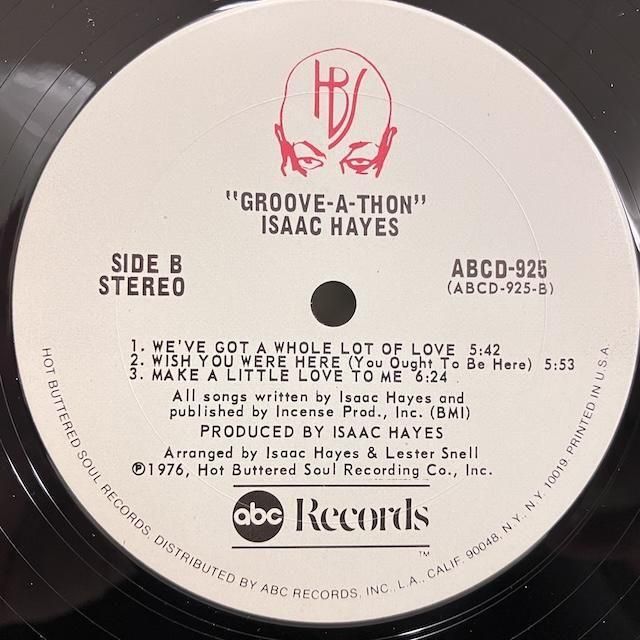 HBS
"GROOVE-A-THON"
ISAAC HAYES
SIDE B
STEREO
ABCD-925
(ABCD-925-B)
1. WE'VE GOT A WHOLE LOT OF LOVE 5:42
2. WISH YOU WERE HERE (You Ought To Be Here) 5:53
3. MAKE A LITTLE LOVE TO ME 6:24
All songs written by Isaac Hayes and
published by Incense Prod., Inc. (BMI)
PRODUCED BY ISAAC HAYES
Arranged by Isaac Hayes & Lester Snell
℗1976, Hot Buttered Soul Recording Co., Inc.
abc Records
™
HOT BUTTERED SOUL RECORDS, DISTRIBUTED BY ABC RECORDS, INC., L.A., CALIF. 90048, N.Y., N.Y. 10019. PRINTED IN U.S.A.